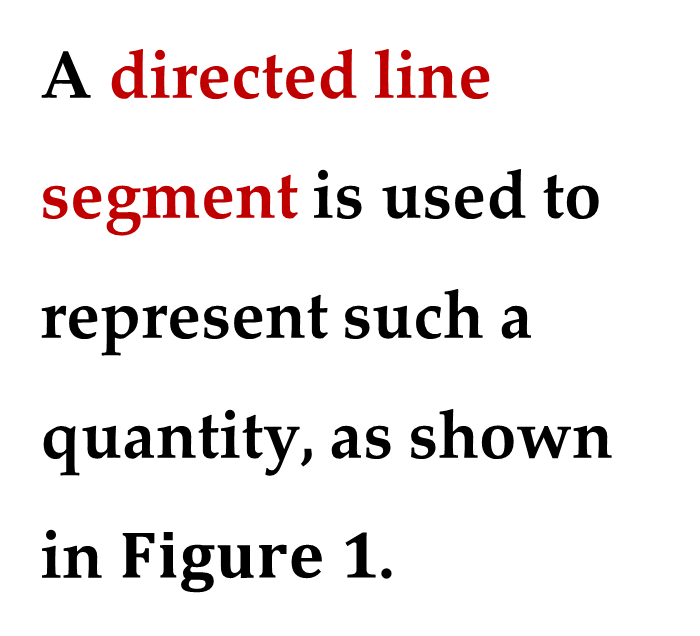 A directed line
segment is used to
represent such a
quantity, as shown
in Figure 1.